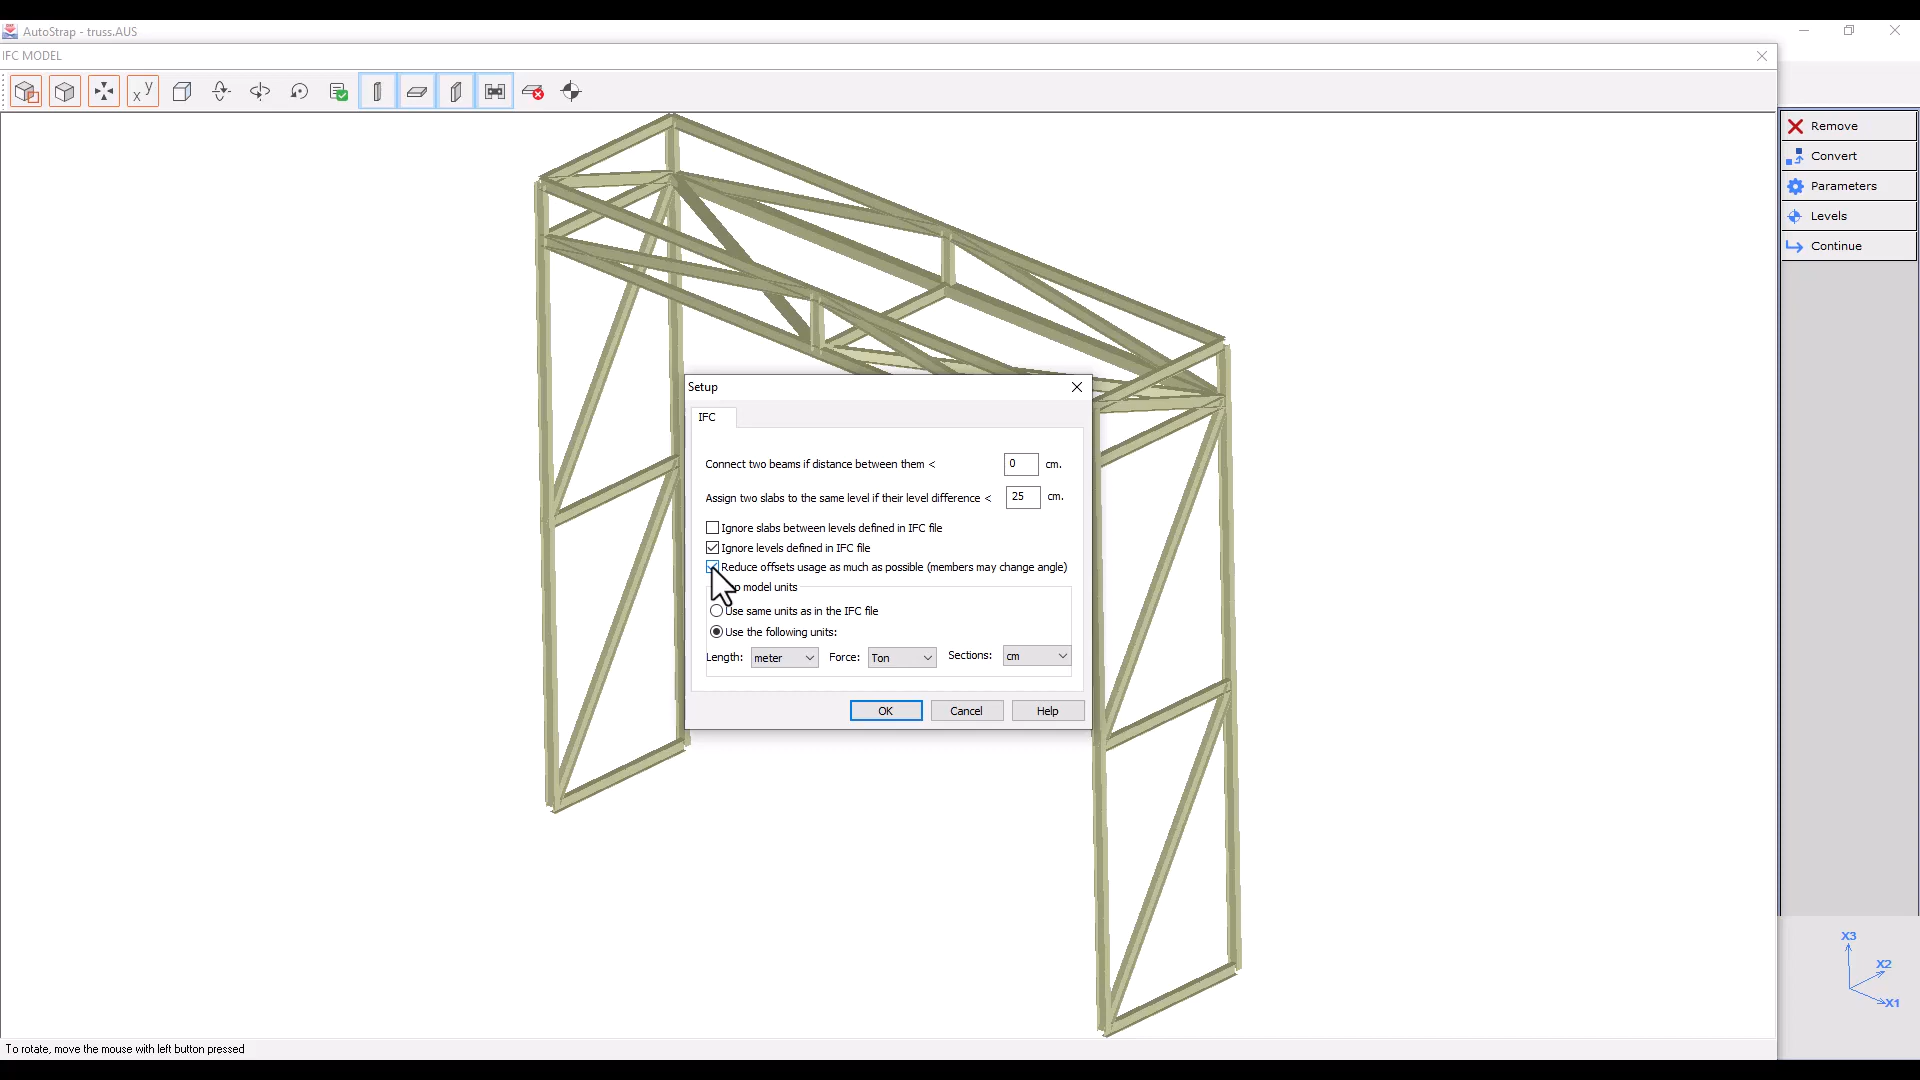 AutoStrap - truss.AUS
IFC MODEL
x y
Remove
Convert
Parameters
Levels
Continue
Setup
IFC
Connect two beams if distance between them < 0 cm.
Assign two slabs to the same level if their level difference < 25 cm.
Ignore slabs between levels defined in IFC file
Ignore levels defined in IFC file
Reduce offsets usage as much as possible (members may change angle)
model units
Use same units as in the IFC file
Use the following units:
Length: meter Force: Ton Sections: cm
OK Cancel Help
X3
X2
X1
To rotate, move the mouse with left button pressed